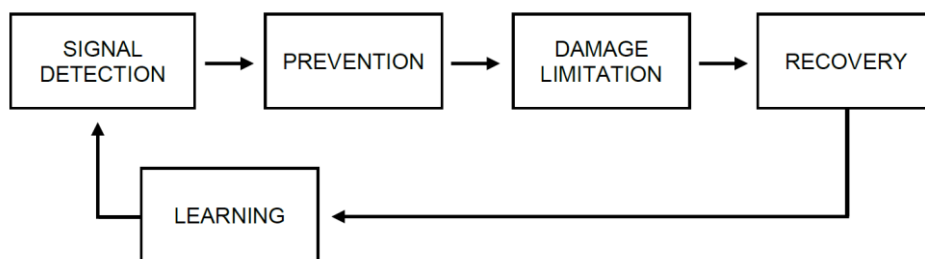 SIGNAL
DETECTION
PREVENTION
DAMAGE
LIMITATION
RECOVERY
LEARNING